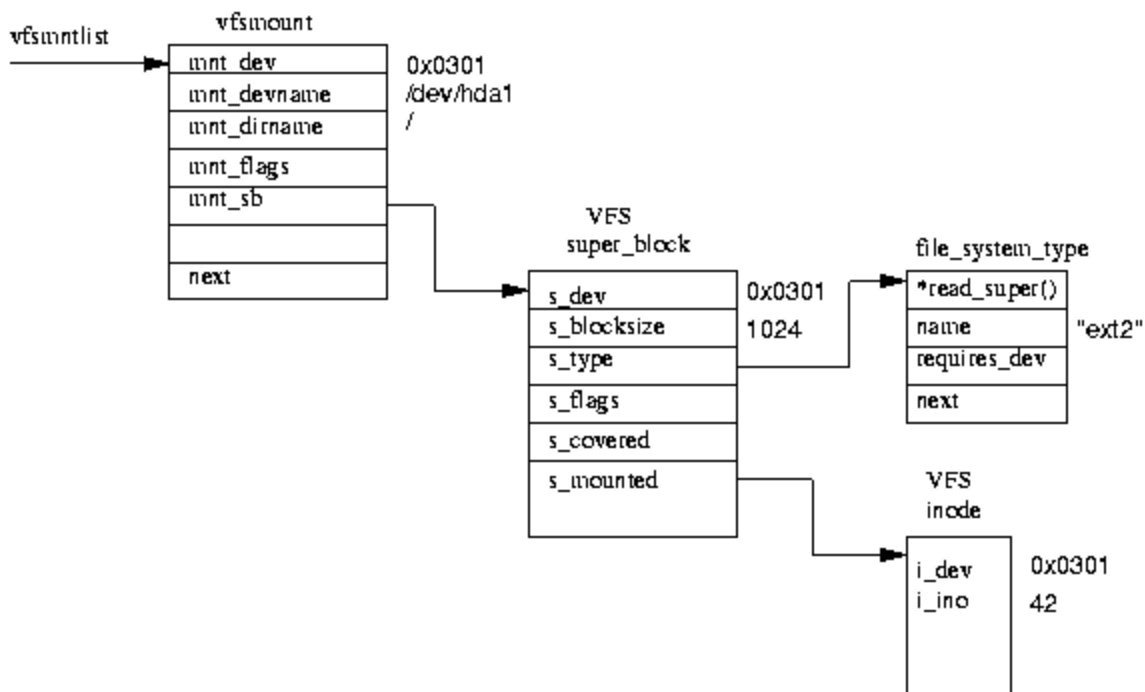 vfsmount
vfsmntlist
mnt_dev 0x0301
mnt_devname /dev/hda1
mnt_dirname /
mnt_flags
mnt_sb
next
VFS
super_block
s_dev 0x0301
s_blocksize 1024
s_type
s_flags
s_covered
s_mounted
file_system_type
*read_super()
name "ext2"
requires_dev
next
VFS
inode
i_dev 0x0301
i_ino 42